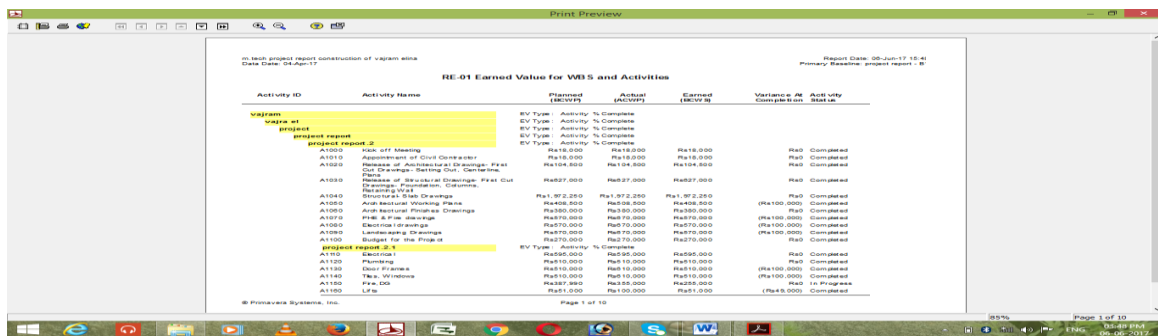 Print Preview
m.tech project report construction of vajram elina
Report Date: 06-Jun-17 15:4
Data Date: 04-Apr-17
Primary Baseline: project report - B
RE-01 Earned Value for WBS and Activities
Activity ID Activity Name Planned (BCWP) Actual (ACWP) Earned (BCWS) Variance At Completion Activity Status
vajram EV Type: Activity % Complete
vajra el EV Type: Activity % Complete
project EV Type: Activity % Complete
project report EV Type: Activity % Complete
project report.2 EV Type: Activity % Complete
A1000 Kick off Meeting Rs18,000 Rs18,000 Rs18,000 Rs0 Completed
A1010 Appointment of Civil Contractor Rs18,000 Rs18,000 Rs18,000 Rs0 Completed
A1020 Release of Architectural Drawings- First Rs104,500 Rs104,500 Rs104,500 Rs0 Completed
Cut Drawings- Setting Out, Centerline,
Plans
A1030 Release of Structural Drawings- First Cut Rs627,000 Rs627,000 Rs627,000 Rs0 Completed
Drawings- Foundation, Columns,
Retaining Wall
A1040 Structural- Slab Drawings Rs1,972,250 Rs1,972,250 Rs1,972,250 Rs0 Completed
A1050 Architectural Working Plans Rs408,500 Rs508,500 Rs408,500 (Rs100,000) Completed
A1060 Architectural Finishes Drawings Rs380,000 Rs380,000 Rs380,000 Rs0 Completed
A1070 PHE & Fire drawings Rs570,000 Rs670,000 Rs570,000 (Rs100,000) Completed
A1080 Electrical drawings Rs570,000 Rs670,000 Rs570,000 (Rs100,000) Completed
A1090 Landscaping Drawings Rs570,000 Rs670,000 Rs570,000 (Rs100,000) Completed
A1100 Budget for the Project Rs270,000 Rs270,000 Rs270,000 Rs0 Completed
project report.2.1 EV Type: Activity % Complete
A1110 Electrical Rs595,000 Rs595,000 Rs595,000 Rs0 Completed
A1120 Plumbing Rs510,000 Rs510,000 Rs510,000 Rs0 Completed
A1130 Door Frames Rs510,000 Rs610,000 Rs510,000 (Rs100,000) Completed
A1140 Tiles, Windows Rs510,000 Rs610,000 Rs510,000 (Rs100,000) Completed
A1150 Fire, DG Rs387,990 Rs355,000 Rs255,000 Rs0 In Progress
A1160 Lifts Rs51,000 Rs100,000 Rs51,000 (Rs49,000) Completed
© Primavera Systems, Inc. Page 1 of 10
85% Page 1 of 10
ENG 03:48 PM
06-06-2017